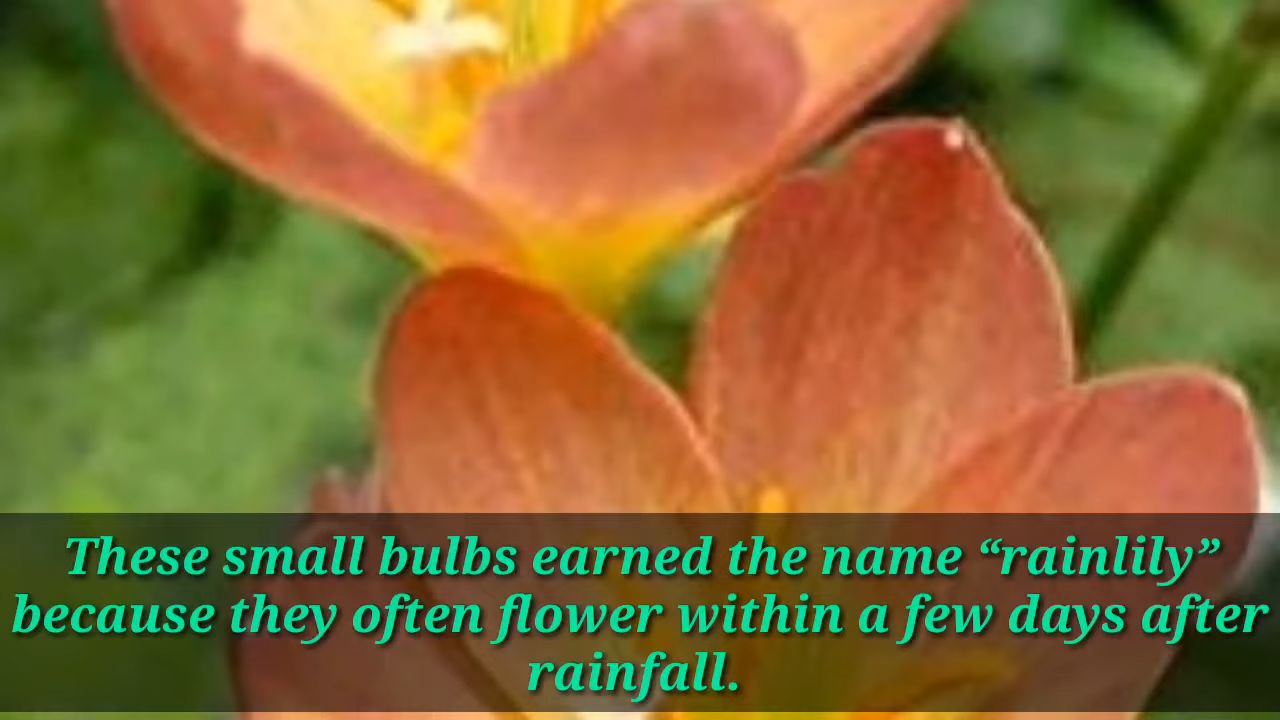 These small bulbs earned the name “rainlily”
because they often flower within a few days after
rainfall.